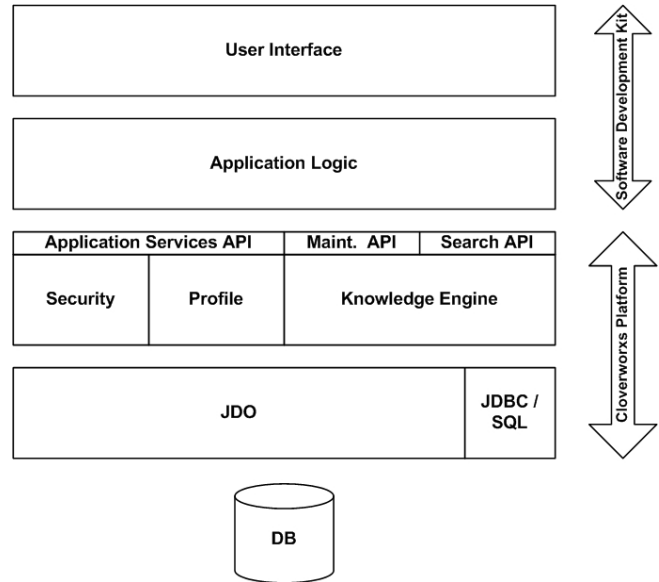 User Interface
Software Development Kit
Application Logic
Application Services API
Maint. API
Search API
Security
Profile
Knowledge Engine
Cloverworxs Platform
JDO
JDBC /
SQL
DB